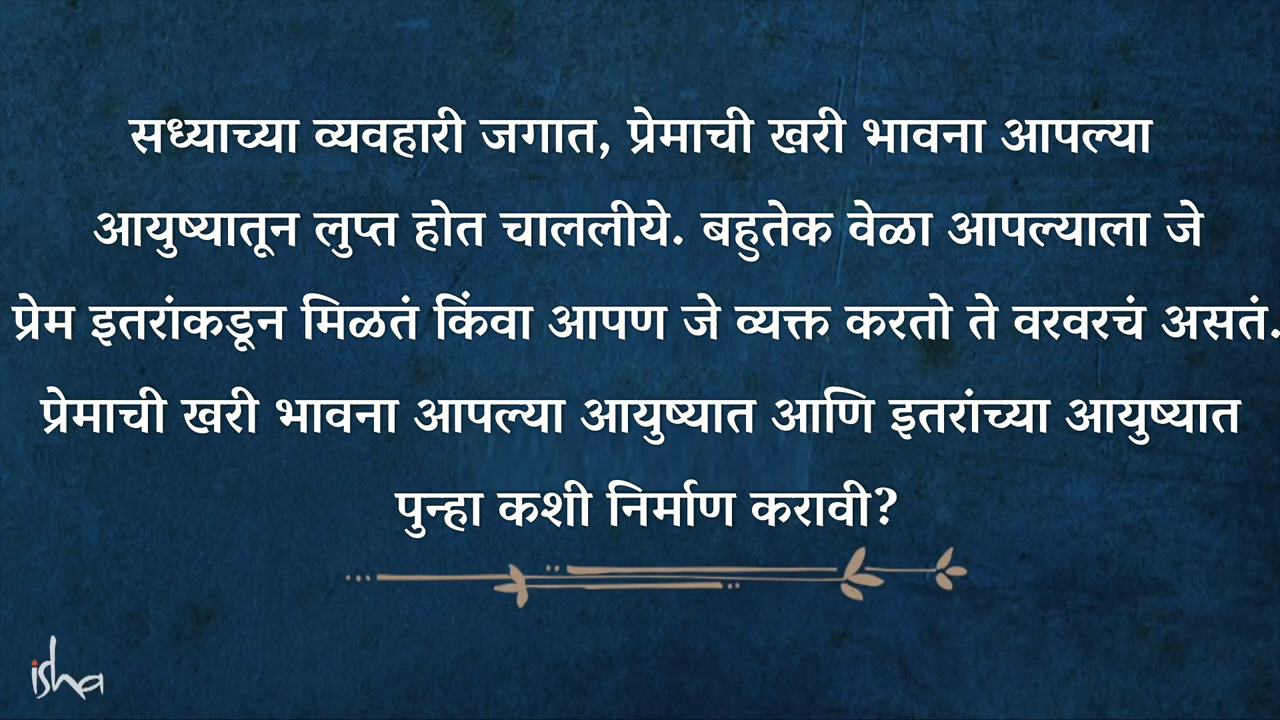 सध्याच्या व्यवहारी जगात, प्रेमाची खरी भावना आपल्या
आयुष्यातून लुप्त होत चाललीये. बहुतेक वेळा आपल्याला जे
प्रेम इतरांकडून मिळतं किंवा आपण जे व्यक्त करतो ते वरवरचं असतं.
प्रेमाची खरी भावना आपल्या आयुष्यात आणि इतरांच्या आयुष्यात
पुन्हा कशी निर्माण करावी?
isha